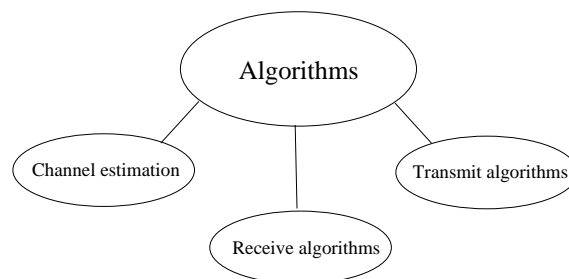 Algorithms
Channel estimation
Transmit algorithms
Receive algorithms